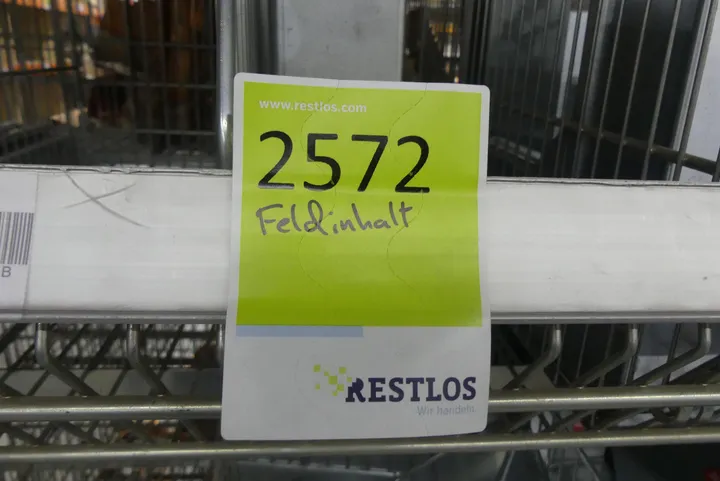 www.restlos.com
2572
Feldinhalt
B
RESTLOS
Wir handeln.